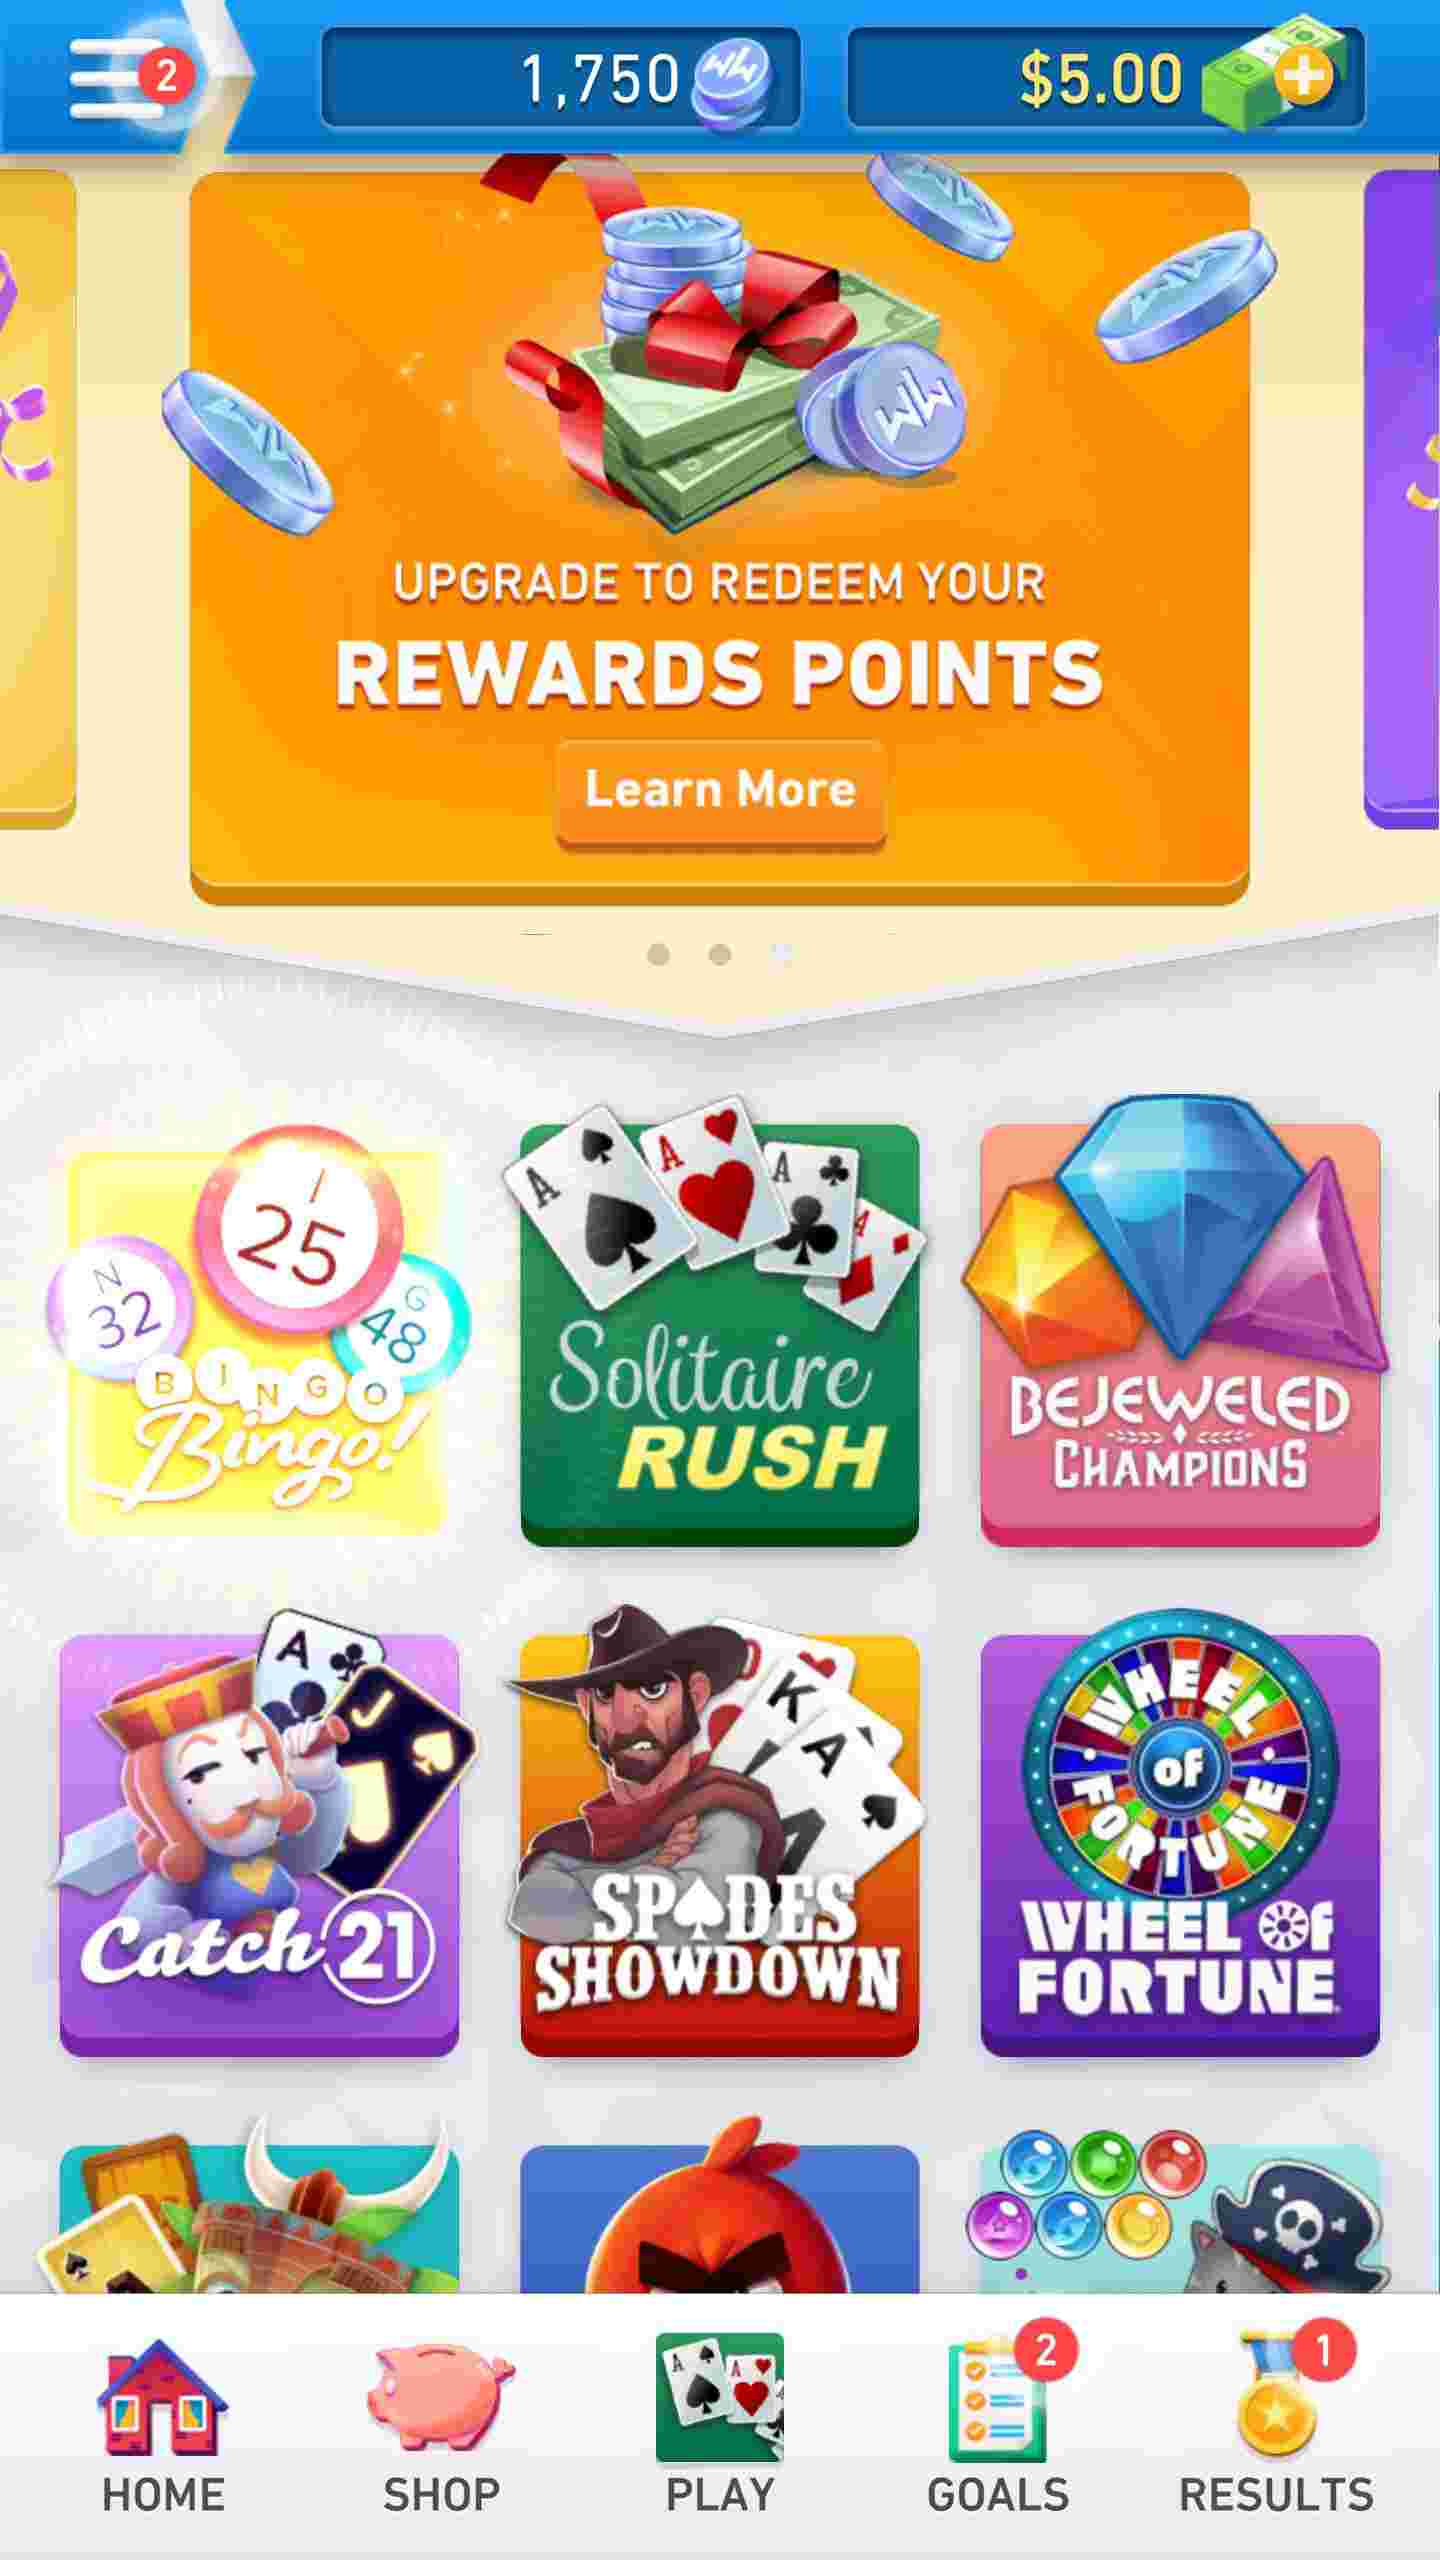 2
1,750
$5.00
UPGRADE TO REDEEM YOUR
REWARDS POINTS
Learn More
I
25
N
32
G
48
BINGO
Bingo!
A
A
A
A
Solitaire
RUSH
BEJEWELED
CHAMPIONS
A
J
Catch 21
K
A
A
SPADES
SHOWDOWN
WHEEL
of
FORTUNE
WHEEL OF
FORTUNE
A
A
2
1
HOME
SHOP
PLAY
GOALS
RESULTS